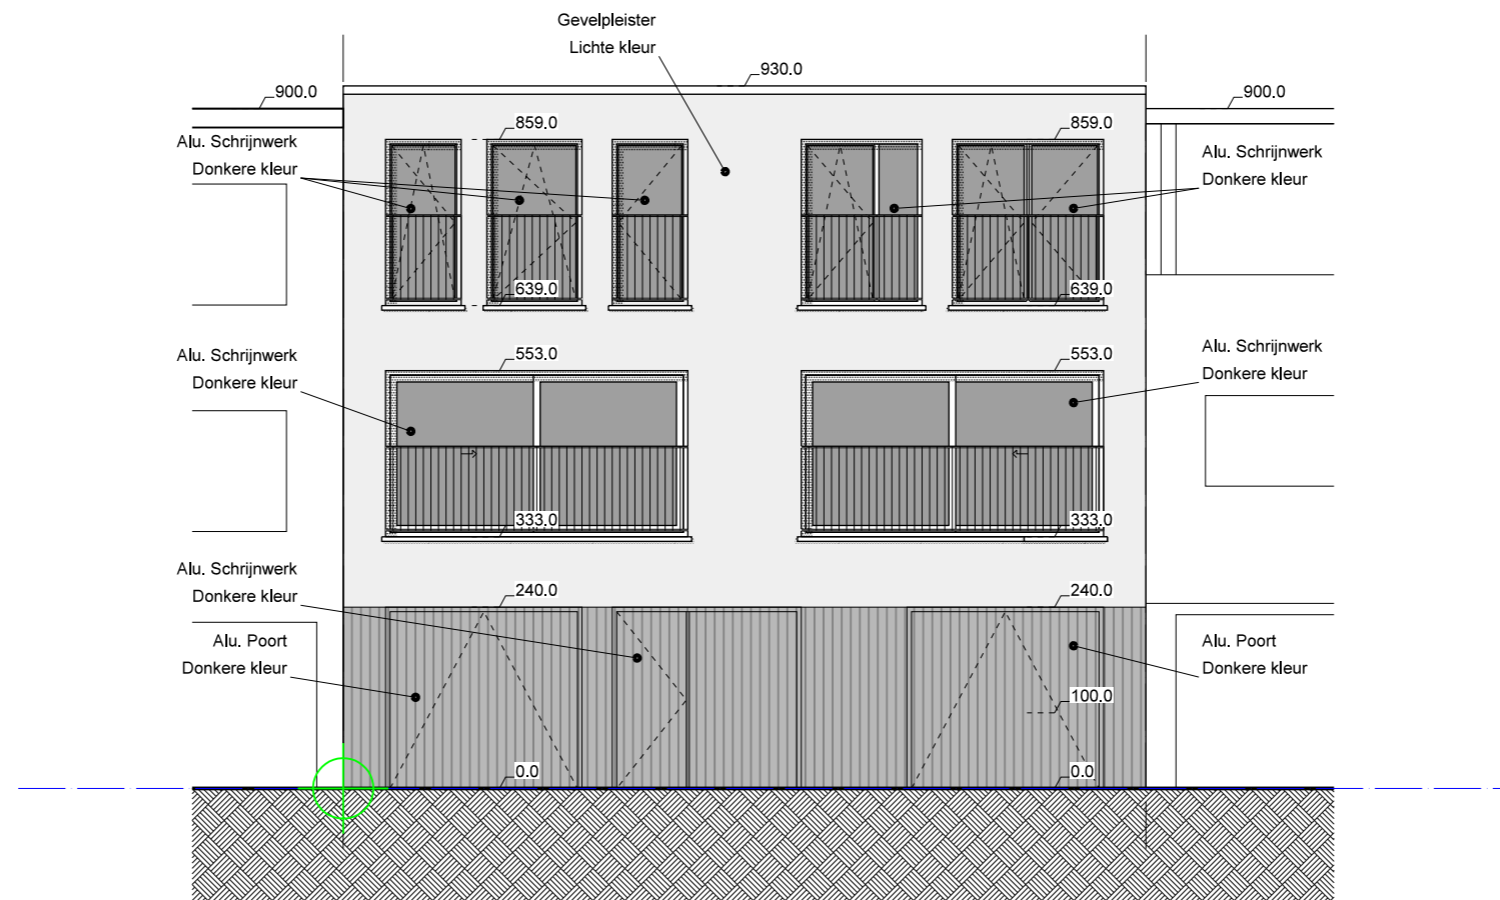 Gevelpleister
Lichte kleur
930.0
900.0
900.0
859.0
859.0
Alu. Schrijnwerk
Donkere kleur
Alu. Schrijnwerk
Donkere kleur
639.0
639.0
553.0
553.0
Alu. Schrijnwerk
Donkere kleur
Alu. Schrijnwerk
Donkere kleur
333.0
333.0
Alu. Schrijnwerk
Donkere kleur
240.0
240.0
Alu. Poort
Donkere kleur
Alu. Poort
Donkere kleur
100.0
0.0
0.0